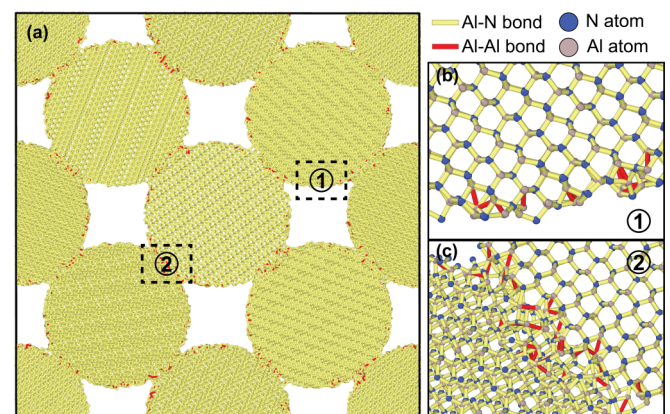 (a)
Al-N bond N atom
Al-Al bond Al atom
(b)
①
①
②
(c)
②